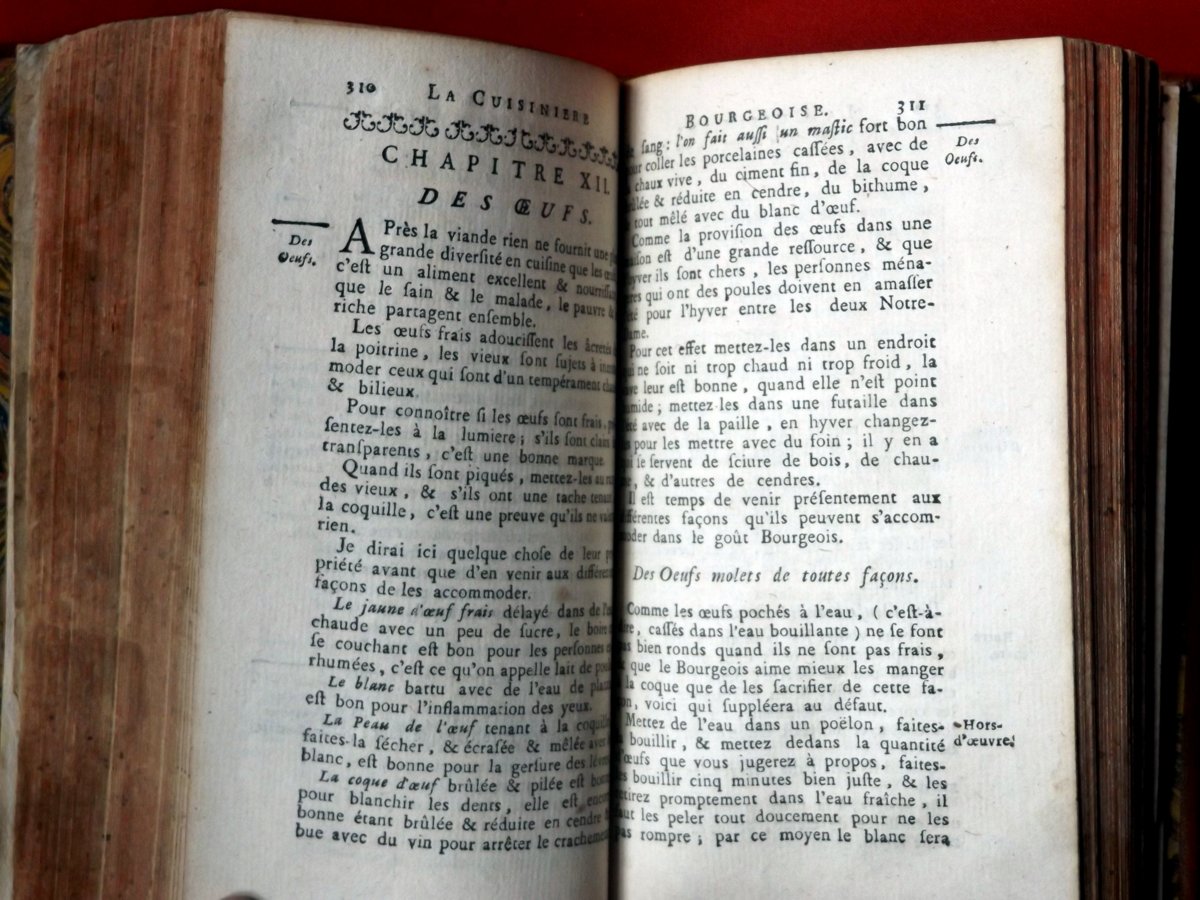 310 LA CUISINIERE
CHAPITRE XII.
DES ŒUFS.
Des
Oeufs.
APrès la viande rien ne fournit une
grande diverſité en cuiſine que les
c'eſt un aliment excellent &
que le ſain & le malade, le pauvre &
riche partagent enſemble.
Les œufs frais adouciſſent les âcretés
la poitrine, les vieux ſont ſujets à
moder ceux qui ſont d'un tempérament
& bilieux.
Pour connoître ſi les œufs ſont frais,
ſentez-les à la lumiere; s'ils ſont clairs
tranſparents, c'eſt une bonne marque.
Quand ils ſont piqués, mettez-les au
des vieux, & s'ils ont une tache tenant
la coquille, c'eſt une preuve qu'ils ne
rien.
Je dirai ici quelque choſe de leur
priété avant que d'en venir aux
façons de les accommoder.
Le jaune d'œuf frais délayé dans de
chaude avec un peu de ſucre, le boire
ſe couchant eſt bon pour les perſonnes
rhumées, c'eſt ce qu'on appelle lait de
Le blanc battu avec de l'eau de
eſt bon pour l'inflammation des yeux.
La Peau de l'œuf tenant à la
faites-la ſécher, & écraſée & mêlée avec
blanc, eſt bonne pour la gerſure des
La coque d'œuf brûlée & pilée eſt
pour blanchir les dents, elle eſt encore
bonne étant brûlée & réduite en cendre
bue avec du vin pour arrêter le
BOURGEOISE. 311
Des
Oeufs.
ſang: l'on fait auſſi un maſtic fort bon
coller les porcelaines caſſées, avec de
chaux vive, du ciment fin, de la coque
& réduite en cendre, du bithume,
tout mêlé avec du blanc d'œuf.
Comme la proviſion des œufs dans une
eſt d'une grande reſſource, & que
ils ſont chers, les perſonnes ména-
qui ont des poules doivent en amaſſer
pour l'hyver entre les deux Notre-
Pour cet effet mettez-les dans un endroit
ne ſoit ni trop chaud ni trop froid, la
leur eſt bonne, quand elle n'eſt point
mettez-les dans une futaille dans
avec de la paille, en hyver changez-
pour les mettre avec du foin; il y en a
ſe ſervent de ſciure de bois, de chau-
& d'autres de cendres.
Il eſt temps de venir préſentement aux
façons qu'ils peuvent s'accom-
dans le goût Bourgeois.
Des Oeufs molets de toutes façons.
Comme les œufs pochés à l'eau, (c'eſt-à-
caſſés dans l'eau bouillante) ne ſe font
bien ronds quand ils ne ſont pas frais,
que le Bourgeois aime mieux les manger
la coque que de les ſacrifier de cette fa-
voici qui ſuppléera au défaut.
Mettez de l'eau dans un poëlon, faites-
bouillir, & mettez dedans la quantité
que vous jugerez à propos, faites-
bouillir cinq minutes bien juſte, & les
promptement dans l'eau fraîche, il
les peler tout doucement pour ne les
rompre; par ce moyen le blanc ſera
Hors-
d'œuvre.